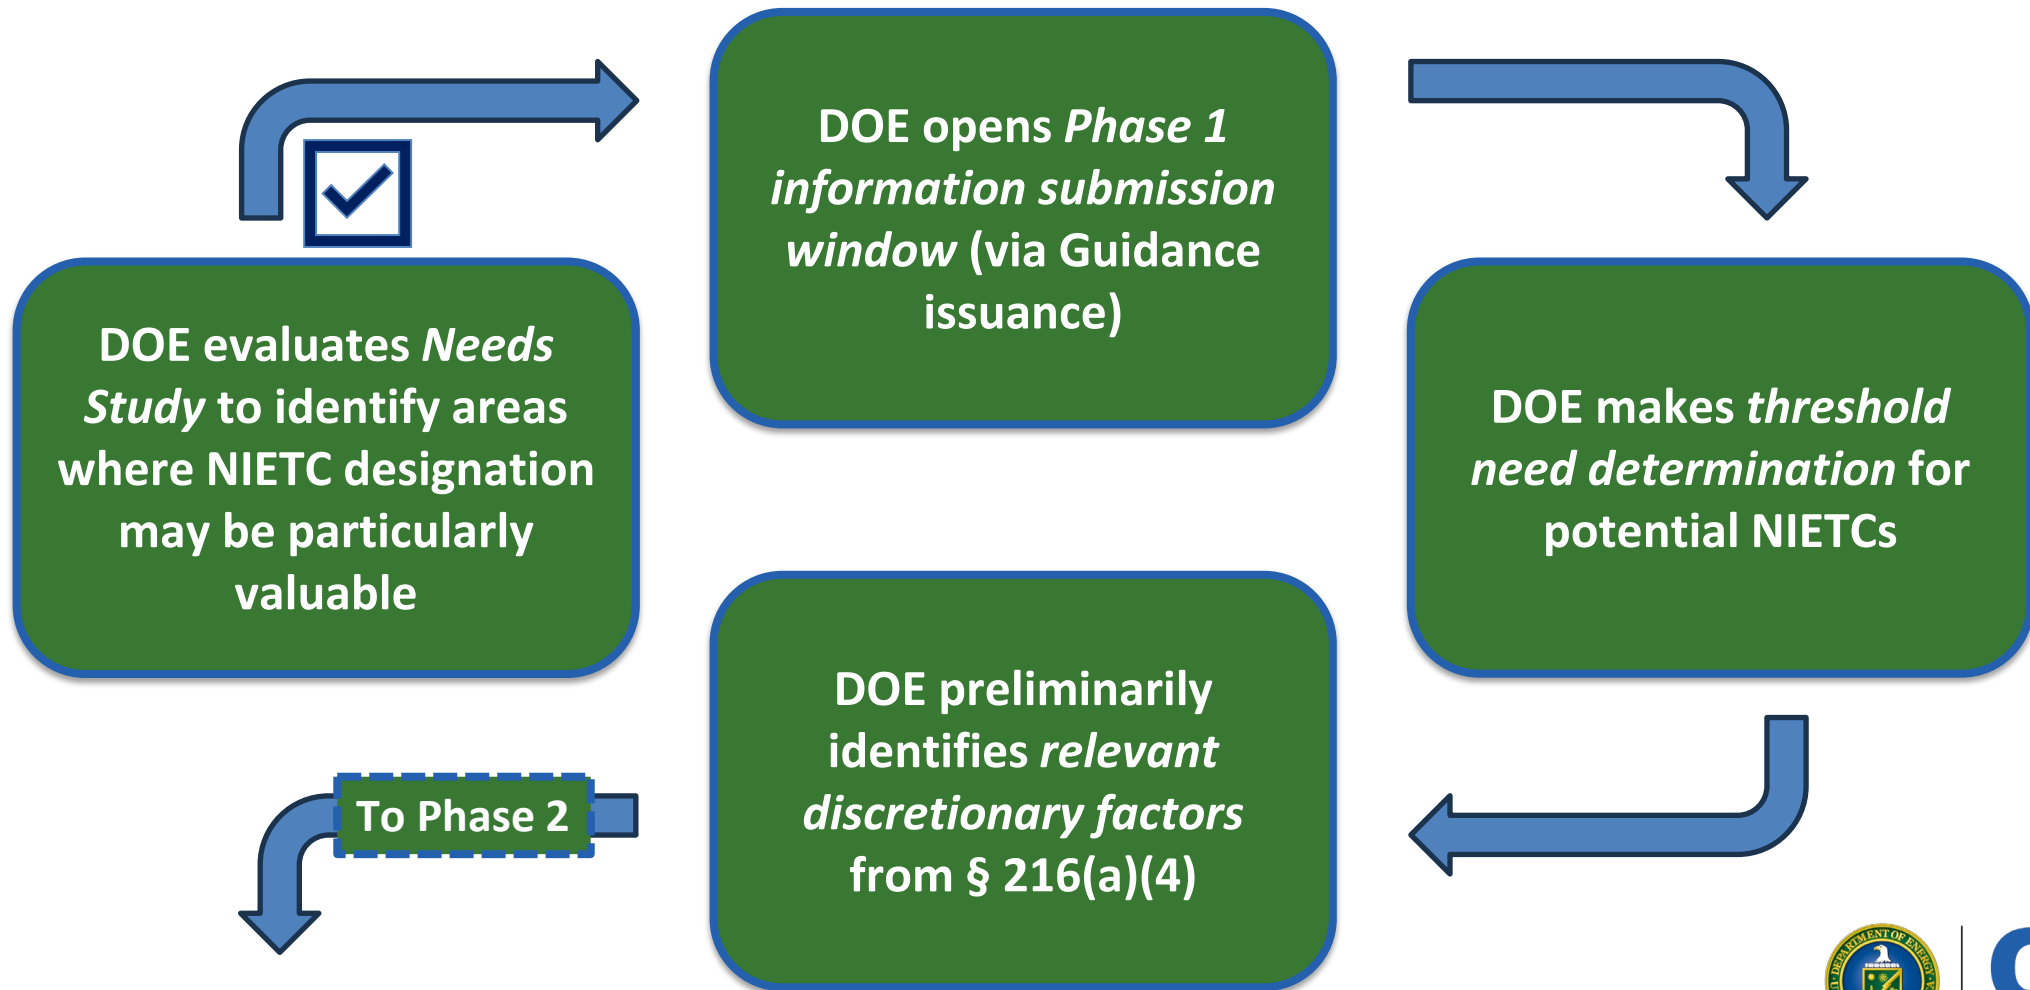 DOE evaluates Needs
Study to identify areas
where NIETC designation
may be particularly
valuable
DOE opens Phase 1
information submission
window (via Guidance
issuance)
DOE makes threshold
need determination for
potential NIETCs
DOE preliminarily
identifies relevant
discretionary factors
from § 216(a)(4)
To Phase 2